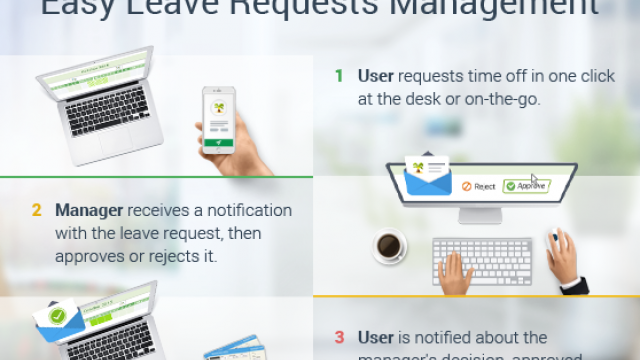 Easy Leave Requests Management
1 User requests time off in one click
at the desk or on-the-go.
Reject Approve
2 Manager receives a notification
with the leave request, then
approves or rejects it.
3 User is notified about the
manager's decision, approved